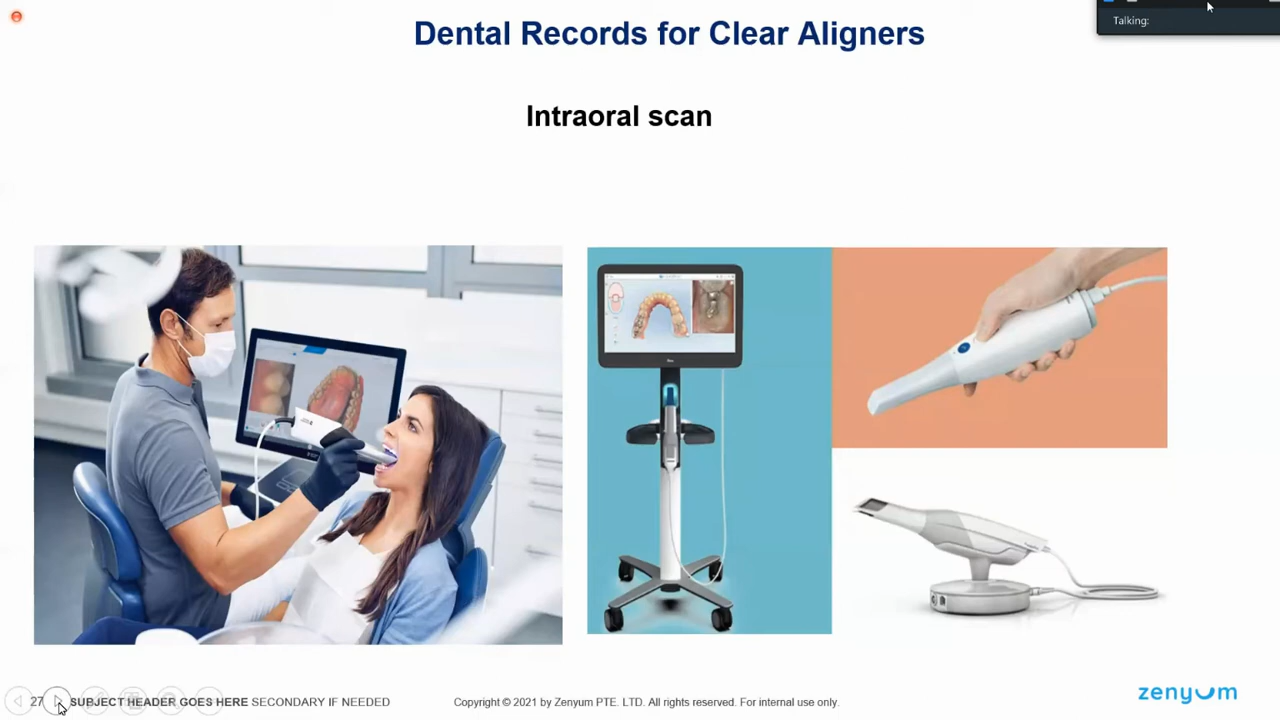 Dental Records for Clear Aligners
Talking:
Intraoral scan
27 SUBJECT HEADER GOES HERE SECONDARY IF NEEDED
Copyright © 2021 by Zenyum PTE. LTD. All rights reserved. For internal use only.
zenyum